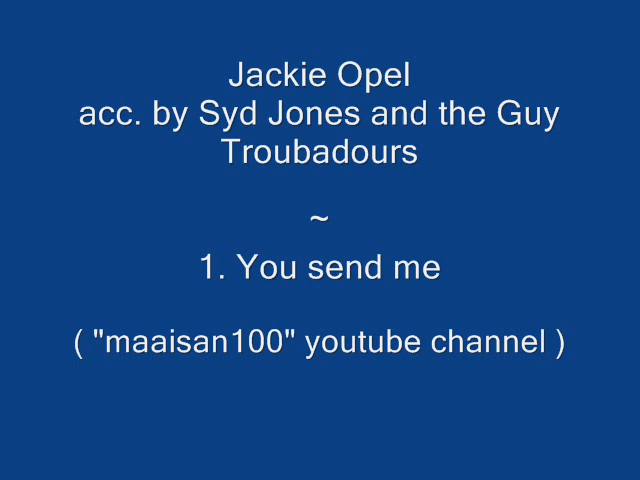 Jackie Opel
acc. by Syd Jones and the Guy
Troubadours
~
1. You send me
( "maaisan100" youtube channel )